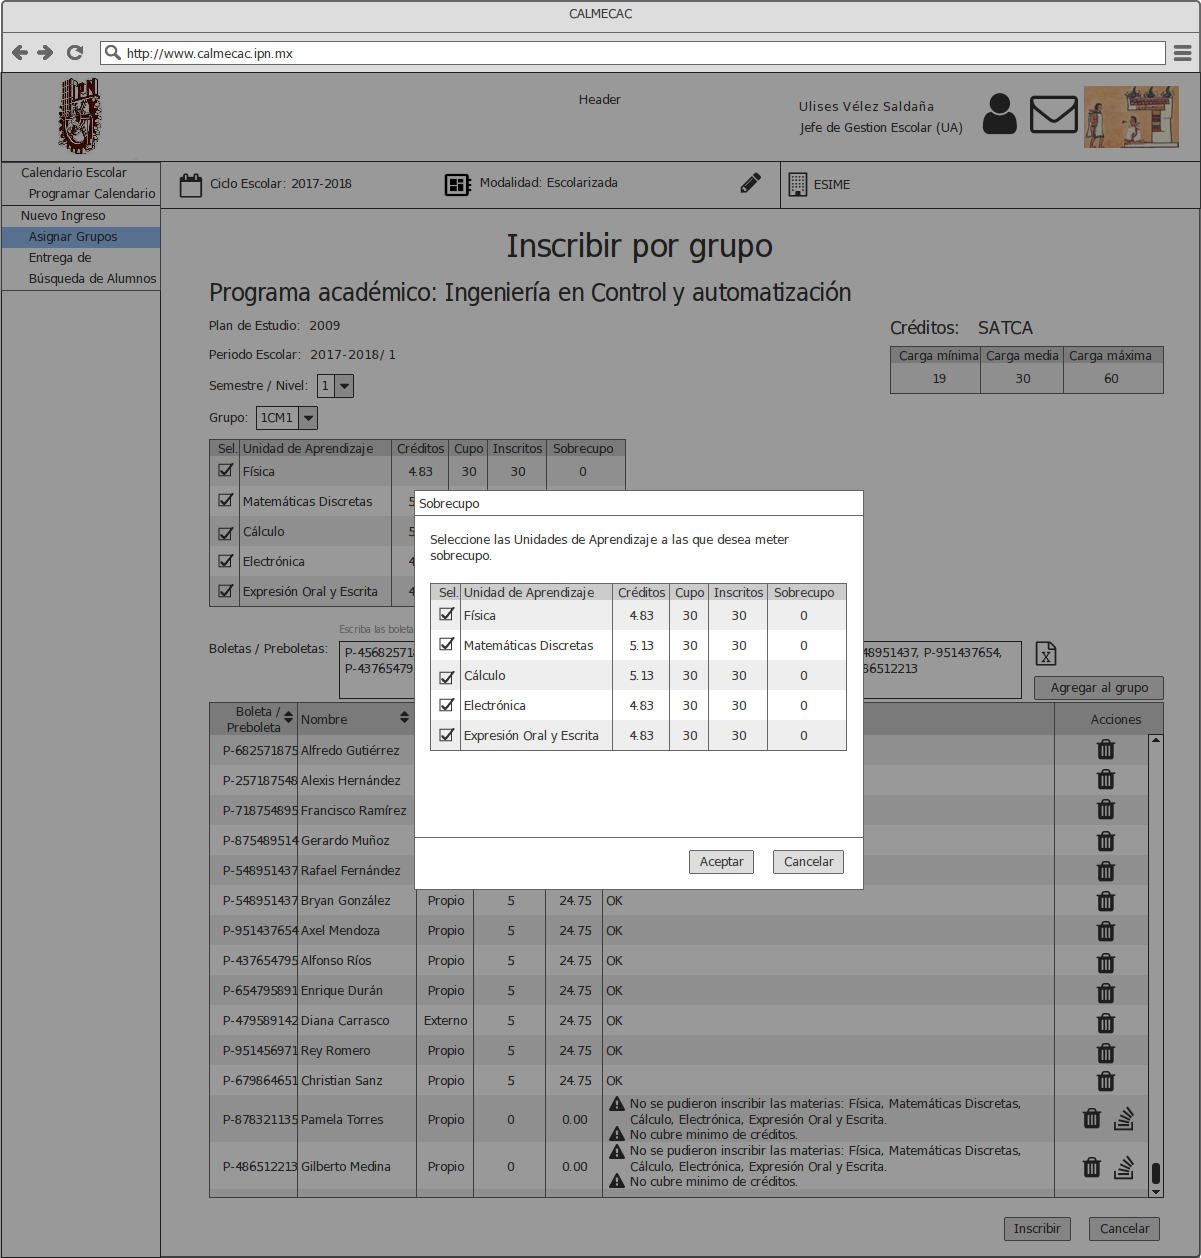 CALMECAC
http://www.calmecac.ipn.mx
IPN
Header
Ulises Vélez Saldaña
Jefe de Gestion Escolar (UA)
Calendario Escolar
Programar Calendario
Nuevo Ingreso
Asignar Grupos
Entrega de
Búsqueda de Alumnos
Ciclo Escolar: 2017-2018
Modalidad: Escolarizada
ESIME
Inscribir por grupo
Programa académico: Ingeniería en Control y automatización
Plan de Estudio: 2009
Periodo Escolar: 2017-2018/ 1
Semestre / Nivel: 1
Grupo: 1CM1
Créditos: SATCA
Carga mínima Carga media Carga máxima
19 30 60
Sel. Unidad de Aprendizaje Créditos Cupo Inscritos Sobrecupo
Física 4.83 30 30 0
Matemáticas Discretas 5
Cálculo 5
Electrónica 4
Expresión Oral y Escrita 4
Sobrecupo
Seleccione las Unidades de Aprendizaje a las que desea meter
sobrecupo.
Sel. Unidad de Aprendizaje Créditos Cupo Inscritos Sobrecupo
Física 4.83 30 30 0
Matemáticas Discretas 5.13 30 30 0
Cálculo 5.13 30 30 0
Electrónica 4.83 30 30 0
Expresión Oral y Escrita 4.83 30 30 0
Aceptar Cancelar
Escriba las boleta
Boletas / Preboletas: P-45682571 48951437, P-951437654,
P-43765479 86512213
X
Agregar al grupo
Boleta /
Preboleta Nombre Acciones
P-682571875 Alfredo Gutiérrez
P-257187548 Alexis Hernández
P-718754895 Francisco Ramírez
P-875489514 Gerardo Muñoz
P-548951437 Rafael Fernández
P-548951437 Bryan González Propio 5 24.75 OK
P-951437654 Axel Mendoza Propio 5 24.75 OK
P-437654795 Alfonso Ríos Propio 5 24.75 OK
P-654795891 Enrique Durán Propio 5 24.75 OK
P-479589142 Diana Carrasco Externo 5 24.75 OK
P-951456971 Rey Romero Propio 5 24.75 OK
P-679864651 Christian Sanz Propio 5 24.75 OK
P-878321135 Pamela Torres Propio 0 0.00 No se pudieron inscribir las materias: Física, Matemáticas Discretas,
Cálculo, Electrónica, Expresión Oral y Escrita.
No cubre minimo de créditos.
P-486512213 Gilberto Medina Propio 0 0.00 No se pudieron inscribir las materias: Física, Matemáticas Discretas,
Cálculo, Electrónica, Expresión Oral y Escrita.
No cubre minimo de créditos.
Inscribir Cancelar